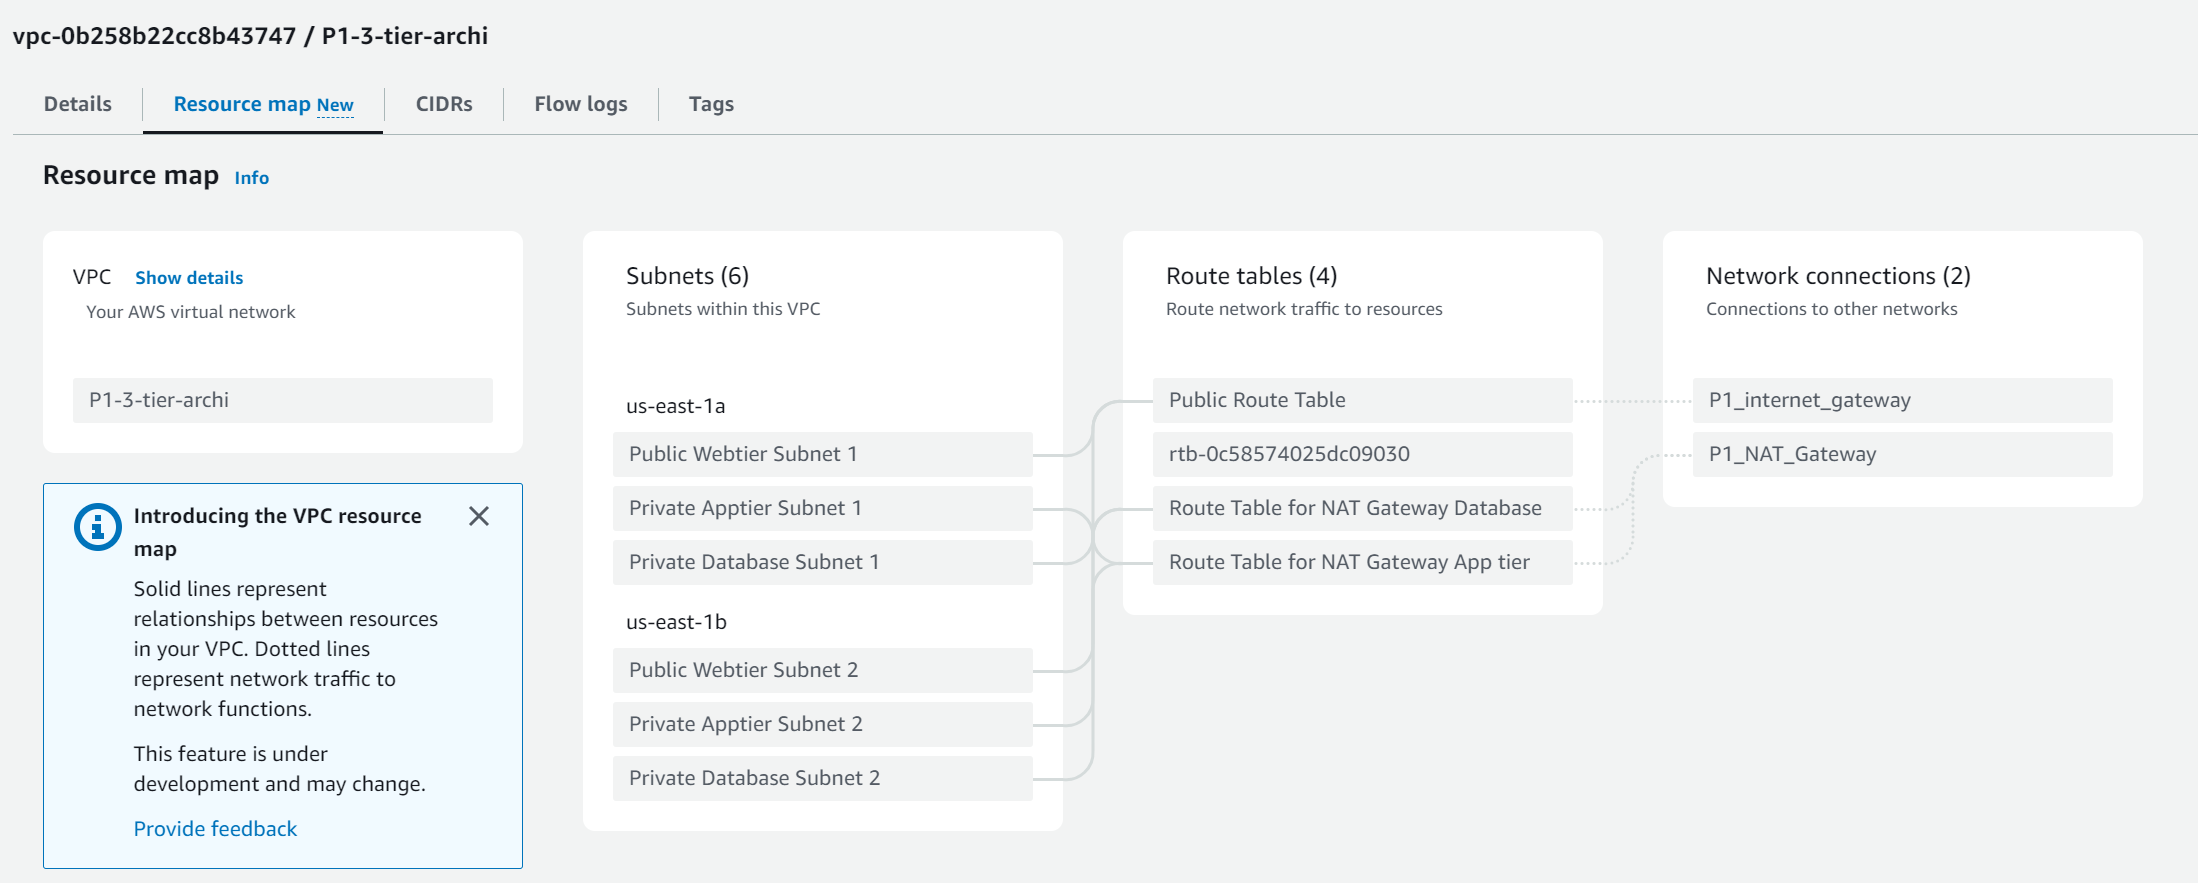 vpc-0b258b22cc8b43747 / P1-3-tier-archi
Details
Resource map New
CIDRs
Flow logs
Tags
Resource map Info
VPC Show details
Your AWS virtual network
P1-3-tier-archi
Introducing the VPC resource
map
Solid lines represent
relationships between resources
in your VPC. Dotted lines
represent network traffic to
network functions.
This feature is under
development and may change.
Provide feedback
Subnets (6)
Subnets within this VPC
us-east-1a
Public Webtier Subnet 1
Private Apptier Subnet 1
Private Database Subnet 1
us-east-1b
Public Webtier Subnet 2
Private Apptier Subnet 2
Private Database Subnet 2
Route tables (4)
Route network traffic to resources
Public Route Table
rtb-0c58574025dc09030
Route Table for NAT Gateway Database
Route Table for NAT Gateway App tier
Network connections (2)
Connections to other networks
P1_internet_gateway
P1_NAT_Gateway